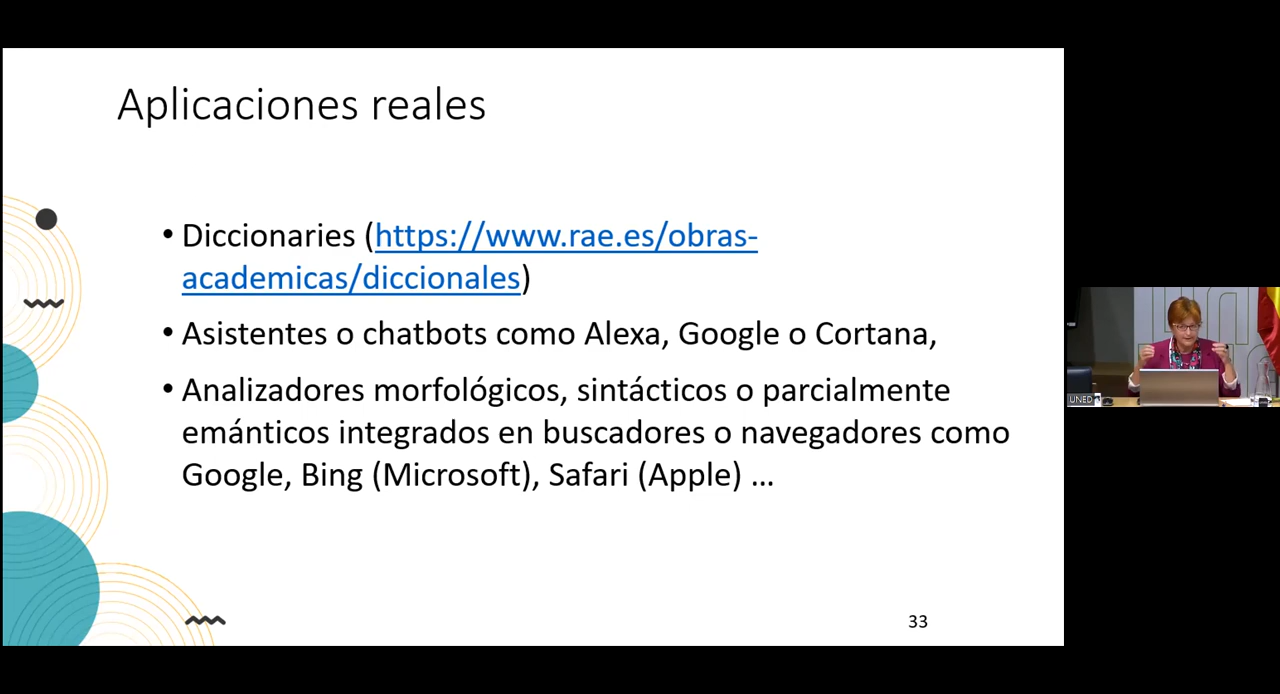 Aplicaciones reales
• Diccionaries (https://www.rae.es/obras-
academicas/diccionales)
• Asistentes o chatbots como Alexa, Google o Cortana,
• Analizadores morfológicos, sintácticos o parcialmente
emánticos integrados en buscadores o navegadores como
Google, Bing (Microsoft), Safari (Apple) ...
33
UNED